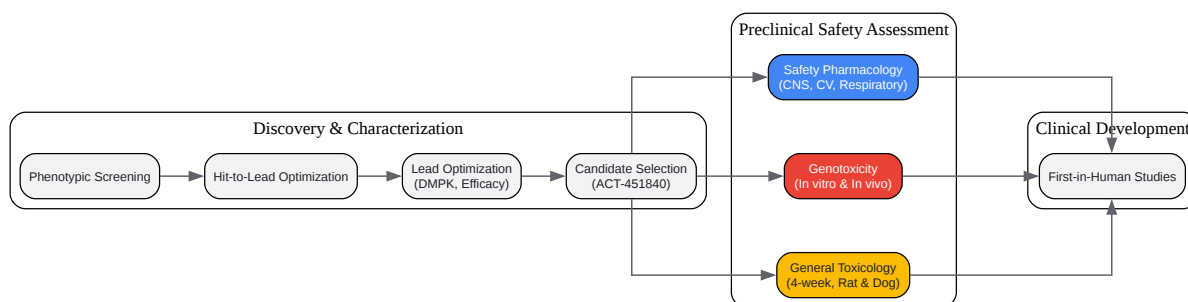 Preclinical Safety Assessment
Safety Pharmacology
(CNS, CV, Respiratory)
Discovery & Characterization
Clinical Development
Phenotypic Screening
Hit-to-Lead Optimization
Lead Optimization
(DMPK, Efficacy)
Candidate Selection
(ACT-451840)
Genotoxicity
(In vitro & In vivo)
First-in-Human Studies
General Toxicology
(4-week, Rat & Dog)